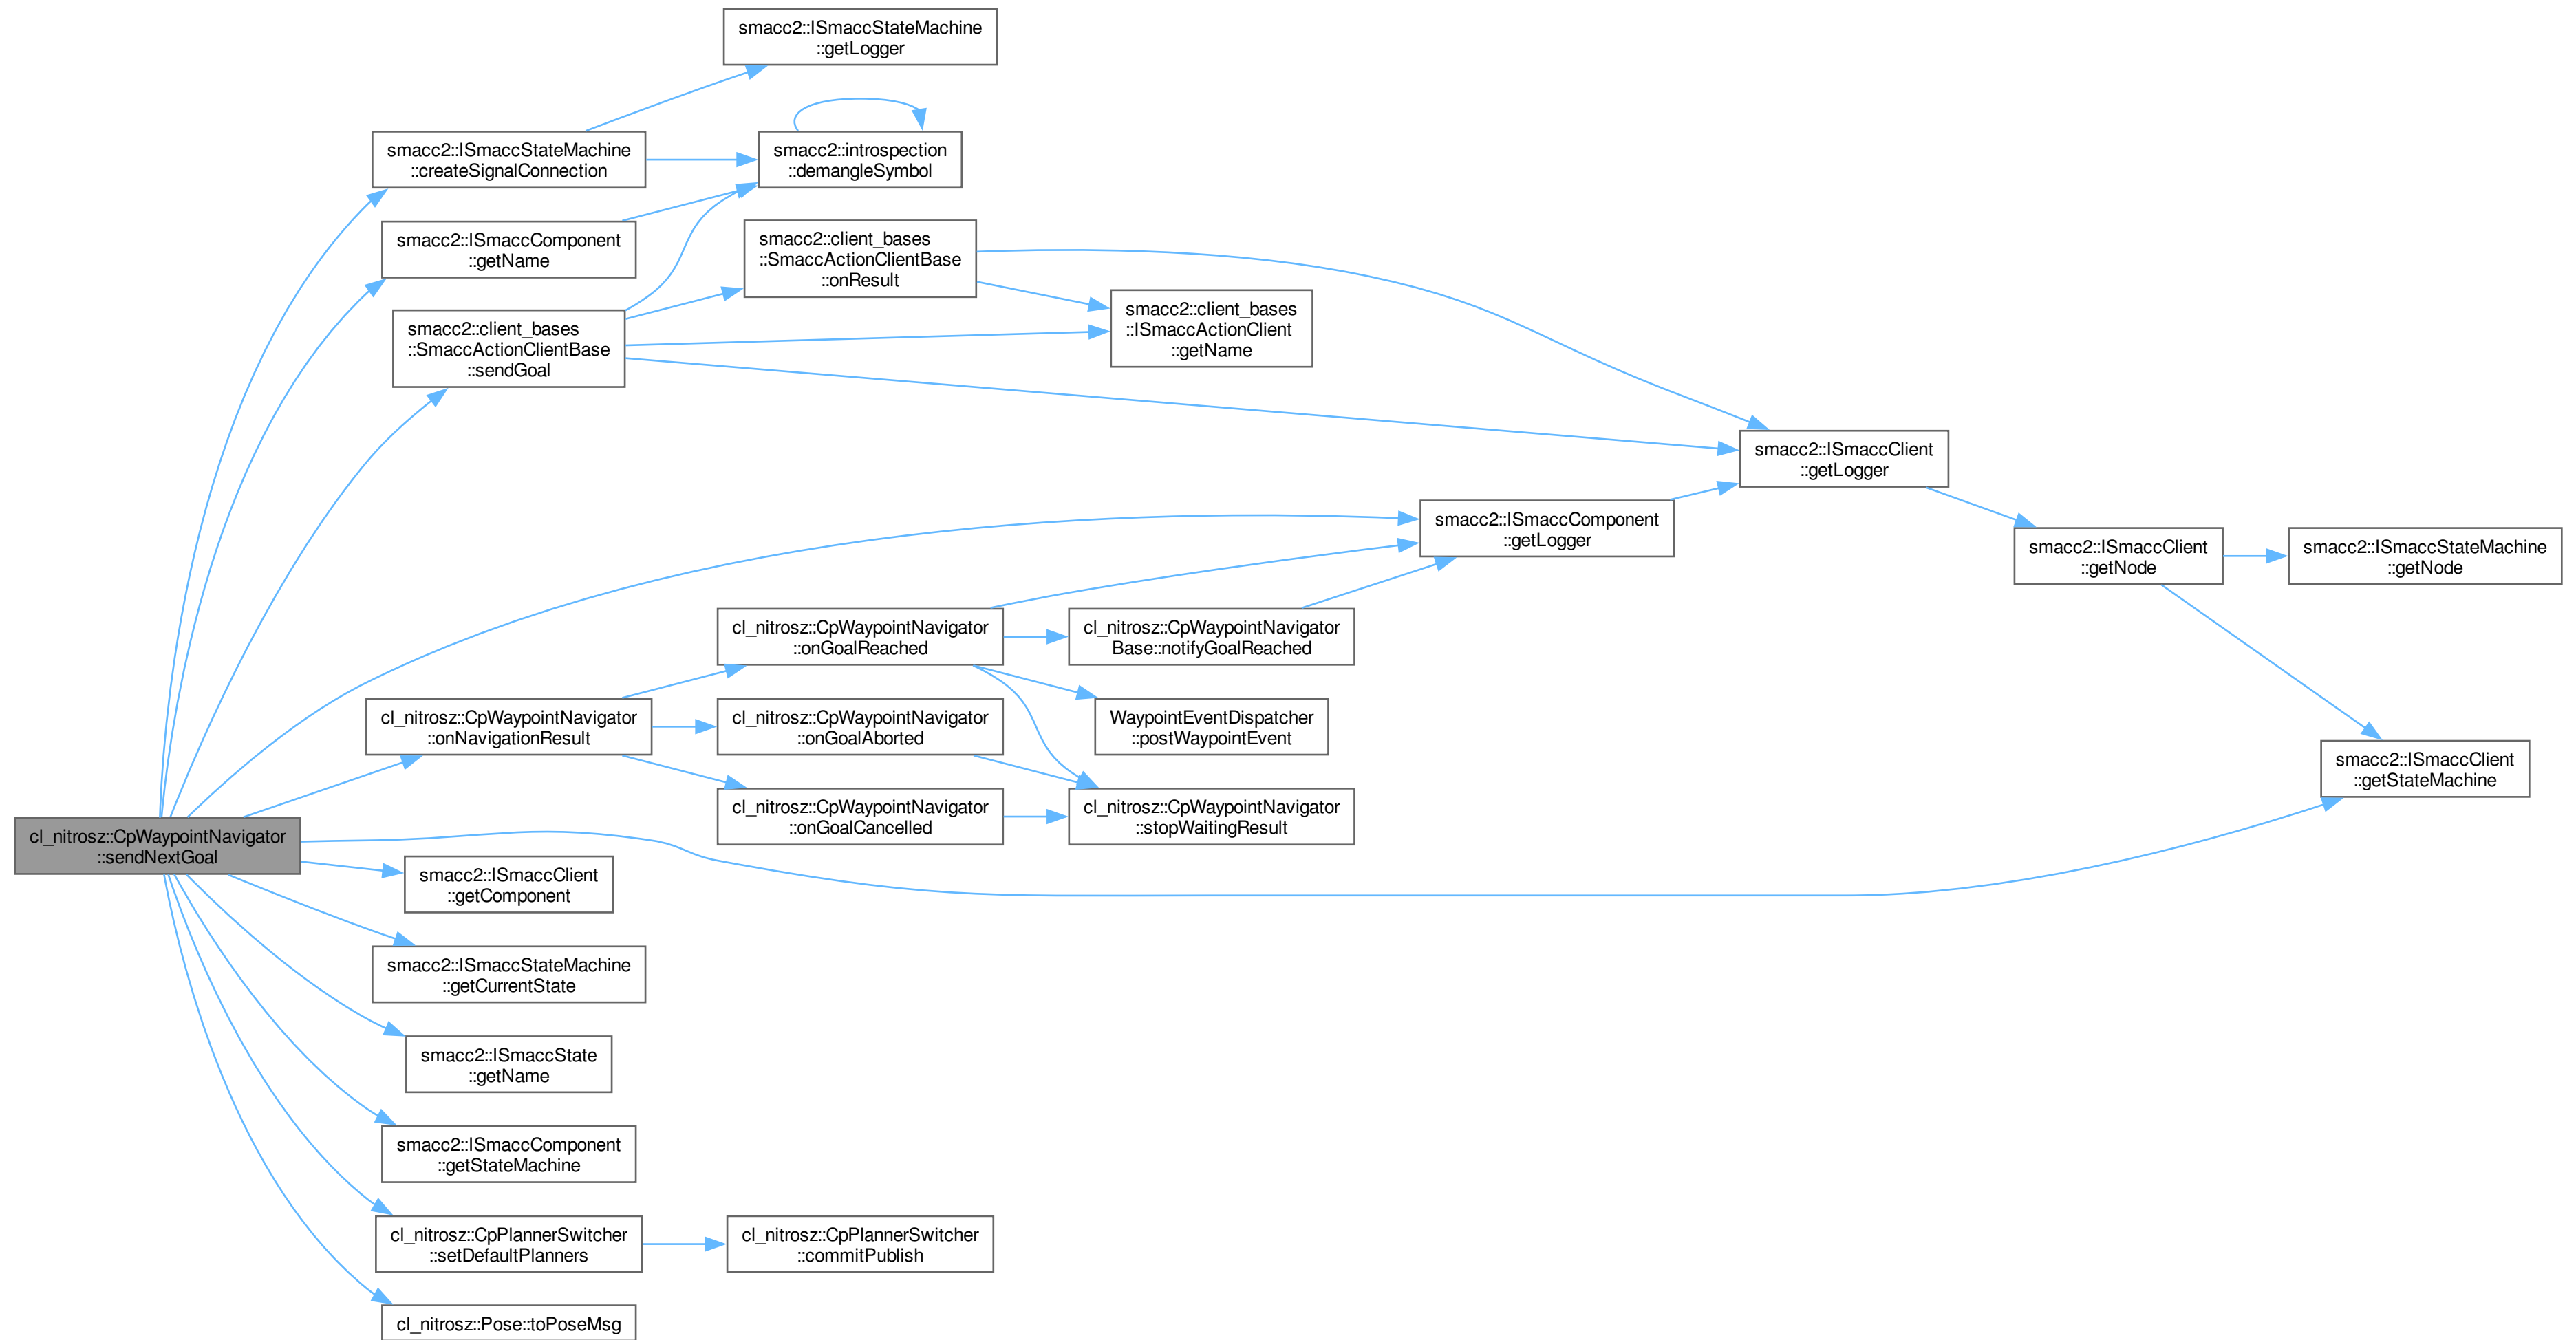 smacc2::ISmaccStateMachine
::getLogger
smacc2::ISmaccStateMachine
::createSignalConnection
smacc2::introspection
::demangleSymbol
smacc2::ISmaccComponent
::getName
smacc2::client_bases
::SmaccActionClientBase
::onResult
smacc2::client_bases
::ISmaccActionClient
::getName
smacc2::client_bases
::SmaccActionClientBase
::sendGoal
smacc2::ISmaccClient
::getLogger
smacc2::ISmaccComponent
::getLogger
smacc2::ISmaccClient
::getNode
smacc2::ISmaccStateMachine
::getNode
cl_nitrosz::CpWaypointNavigator
::onGoalReached
cl_nitrosz::CpWaypointNavigator
Base::notifyGoalReached
cl_nitrosz::CpWaypointNavigator
::onNavigationResult
cl_nitrosz::CpWaypointNavigator
::onGoalAborted
WaypointEventDispatcher
::postWaypointEvent
smacc2::ISmaccClient
::getStateMachine
cl_nitrosz::CpWaypointNavigator
::onGoalCancelled
cl_nitrosz::CpWaypointNavigator
::stopWaitingResult
cl_nitrosz::CpWaypointNavigator
::sendNextGoal
smacc2::ISmaccClient
::getComponent
smacc2::ISmaccStateMachine
::getCurrentState
smacc2::ISmaccState
::getName
smacc2::ISmaccComponent
::getStateMachine
cl_nitrosz::CpPlannerSwitcher
::setDefaultPlanners
cl_nitrosz::CpPlannerSwitcher
::commitPublish
cl_nitrosz::Pose::toPoseMsg